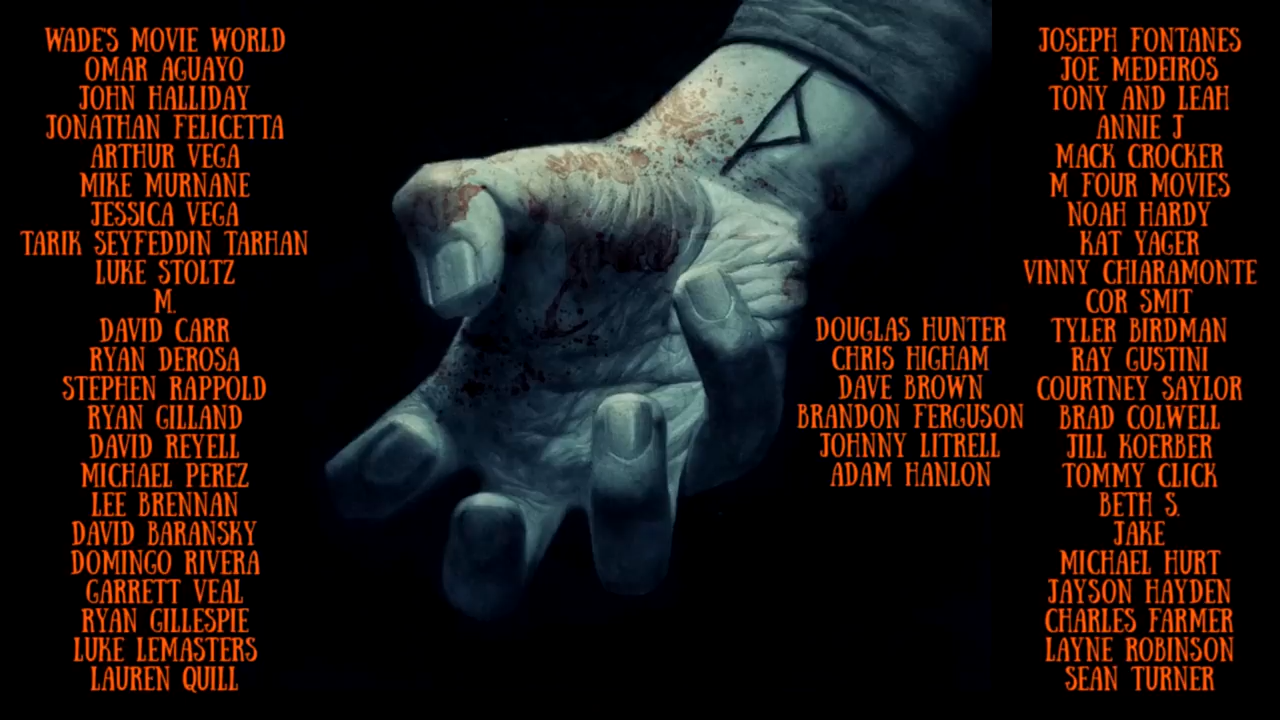 WADE'S MOVIE WORLD
OMAR AGUAYO
JOHN HALLIDAY
JONATHAN FELICETTA
ARTHUR VEGA
MIKE MURNANE
JESSICA VEGA
TARIK SEYFEDDIN TARHAN
LUKE STOLTZ
M.
DAVID CARR
RYAN DEROSA
STEPHEN RAPPOLD
RYAN GILLAND
DAVID REYELL
MICHAEL PEREZ
LEE BRENNAN
DAVID BARANSKY
DOMINGO RIVERA
GARRETT VEAL
RYAN GILLESPIE
LUKE LEMASTERS
LAUREN QUILL
DOUGLAS HUNTER
CHRIS HIGHAM
DAVE BROWN
BRANDON FERGUSON
JOHNNY LITRELL
ADAM HANLON
JOSEPH FONTANES
JOE MEDEIROS
TONY AND LEAH
ANNIE J
MACK CROCKER
M FOUR MOVIES
NOAH HARDY
KAT YAGER
VINNY CHIARAMONTE
COR SMIT
TYLER BIRDMAN
RAY GUSTINI
COURTNEY SAYLOR
BRAD COLWELL
JILL KOERBER
TOMMY CLICK
BETH S.
JAKE
MICHAEL HURT
JAYSON HAYDEN
CHARLES FARMER
LAYNE ROBINSON
SEAN TURNER